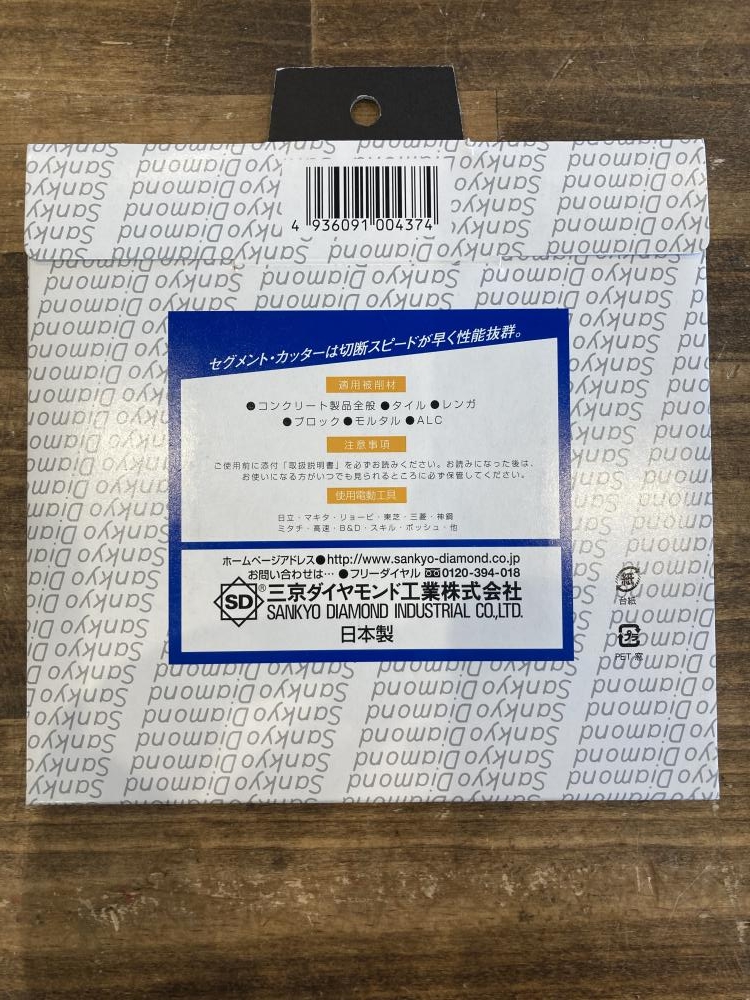 4 936091 004374
セグメント・カッターは切断スピードが早く性能抜群。
適用被削材
●コンクリート製品全般 ●タイル ●レンガ
●ブロック ●モルタル ●ALC
注意事項
ご使用前に添付「取扱説明書」を必ずお読みください。お読みになった後は、
お使いになる方がいつでも見られるところに必ず保管してください。
使用電動工具
日立・マキタ・リョービ・東芝・三菱・神鋼
ミタチ・高速・B&D・スキル・ボッシュ・他
ホームページアドレス●http://www.sankyo-diamond.co.jp
お問い合わせは… ●フリーダイヤル 0120-394-018
SD® 三京ダイヤモンド工業株式会社
SANKYO DIAMOND INDUSTRIAL CO.,LTD.
日本製
紙
台紙
プラ
PET 窓
Sankyo Diamond